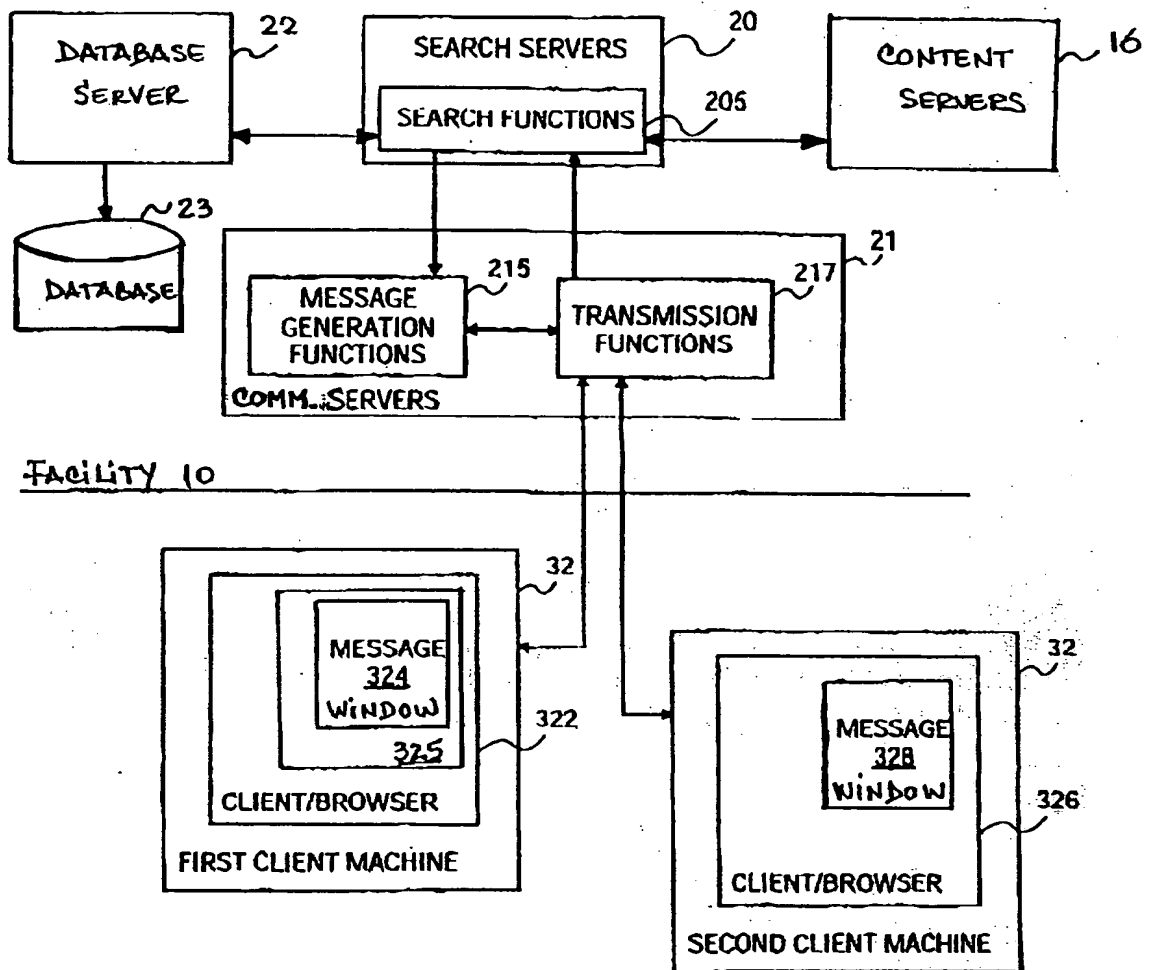 DATABASE
SERVER
22
SEARCH SERVERS
20
SEARCH FUNCTIONS
205
CONTENT
SERVERS
16
23
DATABASE
21
215
MESSAGE
GENERATION
FUNCTIONS
217
TRANSMISSION
FUNCTIONS
COMM. SERVERS
FACILITY 10
32
MESSAGE
324
WINDOW
325
322
CLIENT/BROWSER
FIRST CLIENT MACHINE
32
MESSAGE
328
WINDOW
326
CLIENT/BROWSER
SECOND CLIENT MACHINE